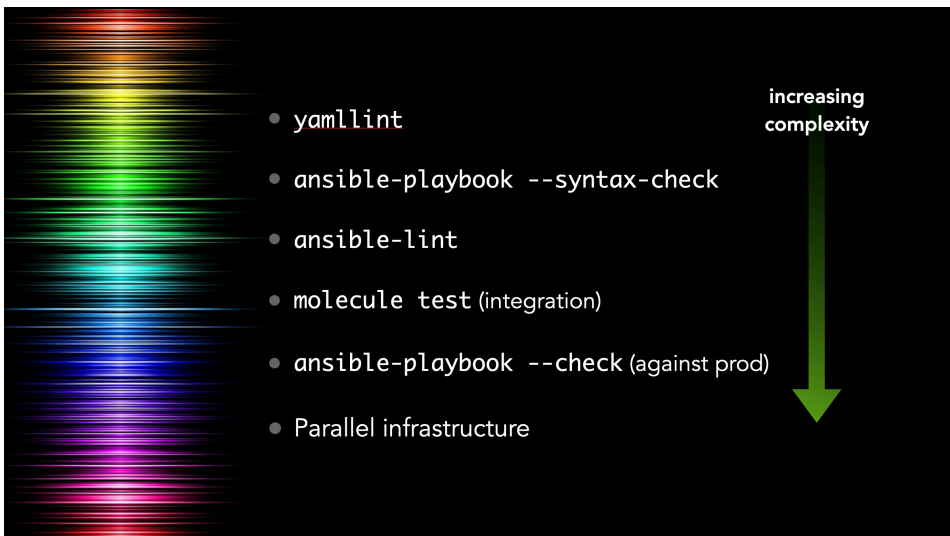 increasing
complexity
yamllint
ansible-playbook --syntax-check
ansible-lint
molecule test (integration)
ansible-playbook --check (against prod)
Parallel infrastructure